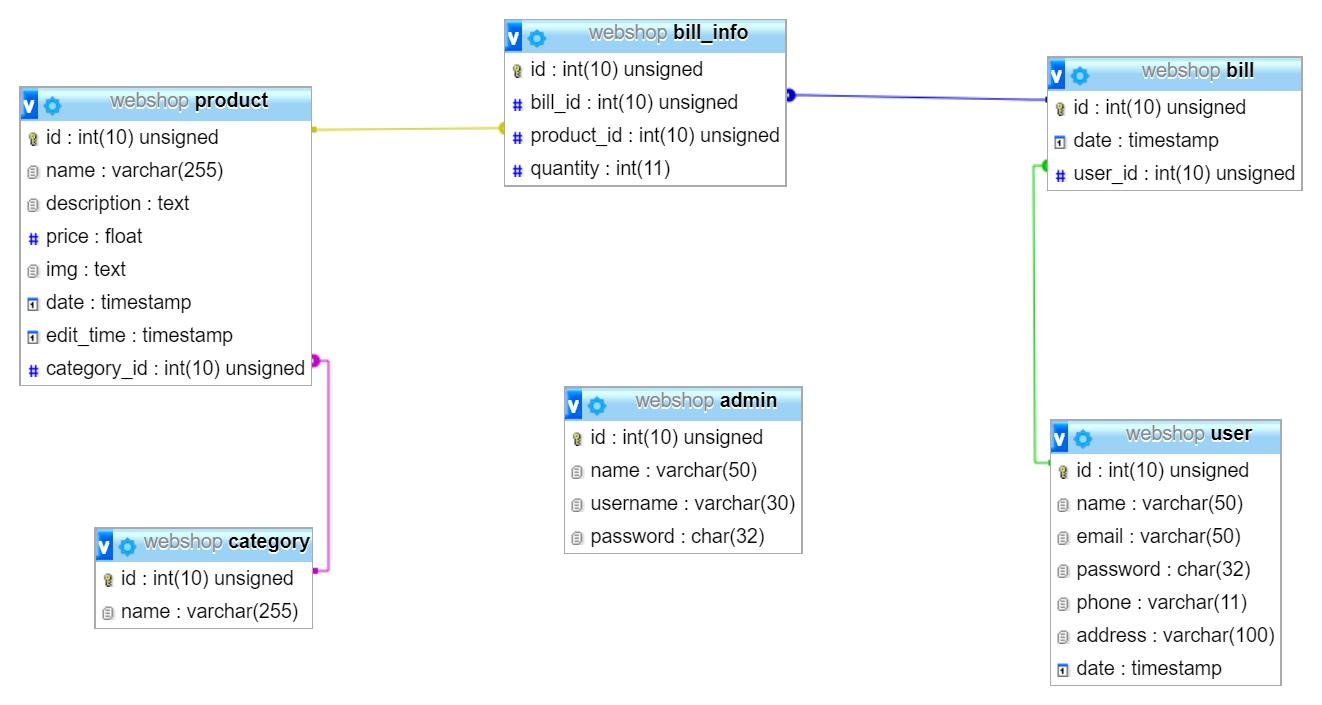 webshop product
id : int(10) unsigned
name : varchar(255)
description : text
price : float
img : text
date : timestamp
edit_time : timestamp
category_id : int(10) unsigned
webshop category
id : int(10) unsigned
name : varchar(255)
webshop bill_info
id : int(10) unsigned
bill_id : int(10) unsigned
product_id : int(10) unsigned
quantity : int(11)
webshop admin
id : int(10) unsigned
name : varchar(50)
username : varchar(30)
password : char(32)
webshop bill
id : int(10) unsigned
date : timestamp
user_id : int(10) unsigned
webshop user
id : int(10) unsigned
name : varchar(50)
email : varchar(50)
password : char(32)
phone : varchar(11)
address : varchar(100)
date : timestamp